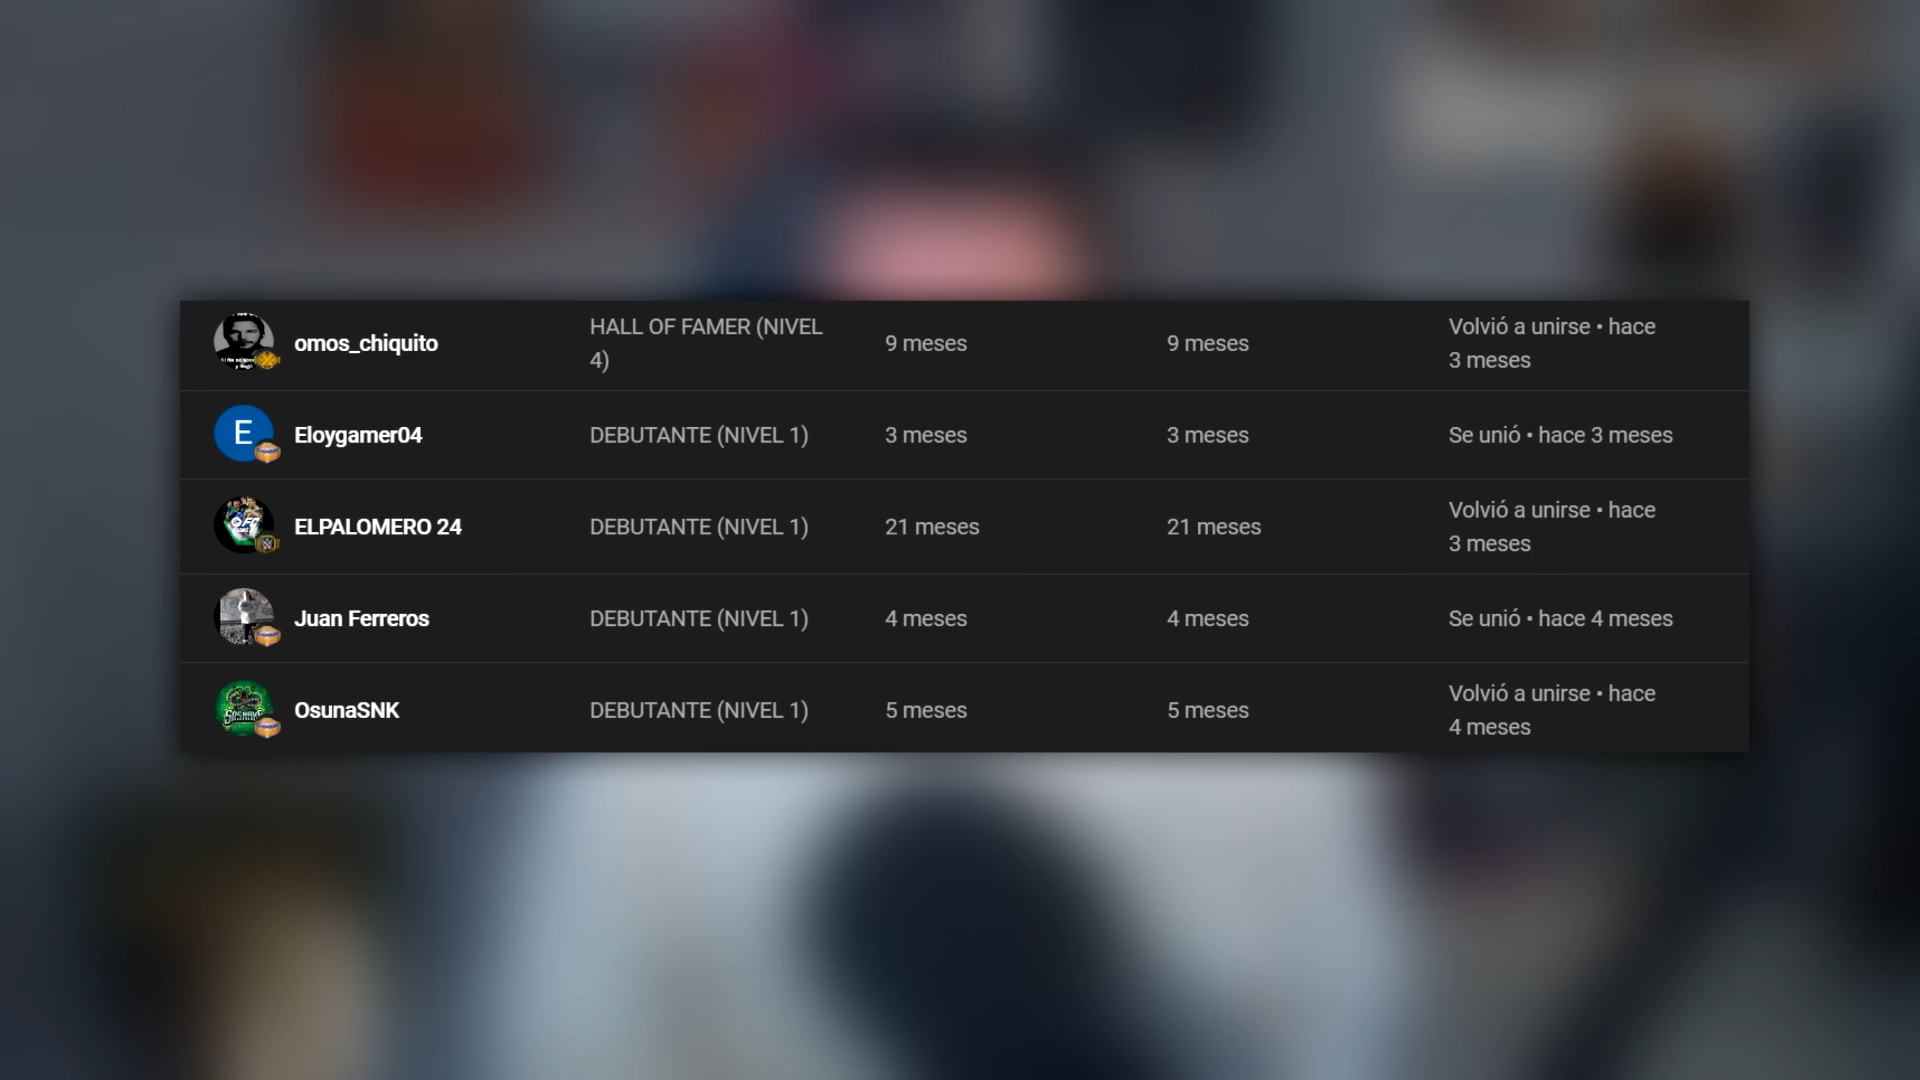 omos_chiquito
HALL OF FAMER (NIVEL
4)
9 meses
9 meses
Volvió a unirse • hace
3 meses
E
Eloygamer04
DEBUTANTE (NIVEL 1)
3 meses
3 meses
Se unió • hace 3 meses
ELPALOMERO 24
DEBUTANTE (NIVEL 1)
21 meses
21 meses
Volvió a unirse • hace
3 meses
Juan Ferreros
DEBUTANTE (NIVEL 1)
4 meses
4 meses
Se unió • hace 4 meses
OsunaSNK
DEBUTANTE (NIVEL 1)
5 meses
5 meses
Volvió a unirse • hace
4 meses